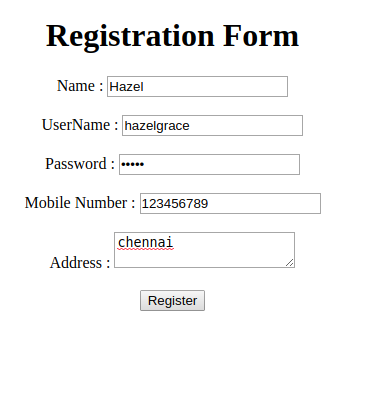 Registration Form
Name : Hazel
UserName : hazelgrace
Password : •••••
Mobile Number : 123456789
Address : chennai
Register